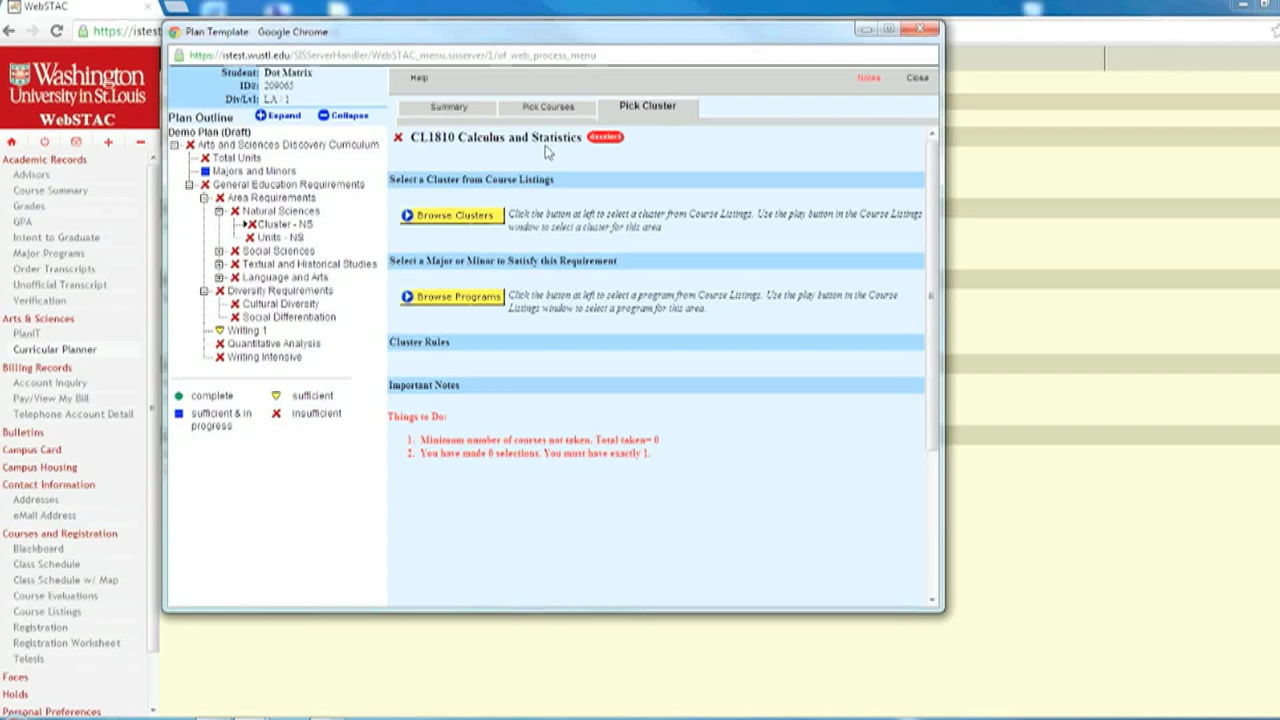 WebSTAC
https://istest
Washington
University in St.Louis
WebSTAC
Academic Records
Advisors
Course Summary
Grades
GPA
Intent to Graduate
Major Programs
Order Transcripts
Unofficial Transcript
Verification
Arts & Sciences
PlanIT
Curricular Planner
Billing Records
Account Inquiry
Pay/View My Bill
Telephone Account Detail
Bulletins
Campus Card
Campus Housing
Contact Information
Addresses
eMail Address
Courses and Registration
Blackboard
Class Schedule
Class Schedule w/ Map
Course Evaluations
Course Listings
Registration
Registration Worksheet
Telesis
Faces
Holds
Personal Preferences
Plan Template - Google Chrome
https://istest.wustl.edu/SISServerHandler/WebSTAC_menu.sisserver/1/of_web_process_menu
Student: Dot Matrix
ID#: 209065
Div/Lvl: LA / 1
Plan Outline Expand Collapse
Demo Plan (Draft)
Arts and Sciences Discovery Curriculum
Total Units
Majors and Minors
General Education Requirements
Area Requirements
Natural Sciences
Cluster - NS
Units - NS
Social Sciences
Textual and Historical Studies
Language and Arts
Diversity Requirements
Cultural Diversity
Social Differentiation
Writing 1
Quantitative Analysis
Writing Intensive
complete sufficient
sufficient & in progress insufficient
Help Notes Close
Summary Pick Courses Pick Cluster
CL1810 Calculus and Statistics deselect
Select a Cluster from Course Listings
Browse Clusters Click the button at left to select a cluster from Course Listings. Use the play button in the Course Listings
window to select a cluster for this area
Select a Major or Minor to Satisfy this Requirement
Browse Programs Click the button at left to select a program from Course Listings. Use the play button in the Course
Listings window to select a program for this area.
Cluster Rules
Important Notes
Things to Do:
1. Minimum number of courses not taken. Total taken= 0
2. You have made 0 selections. You must have exactly 1.